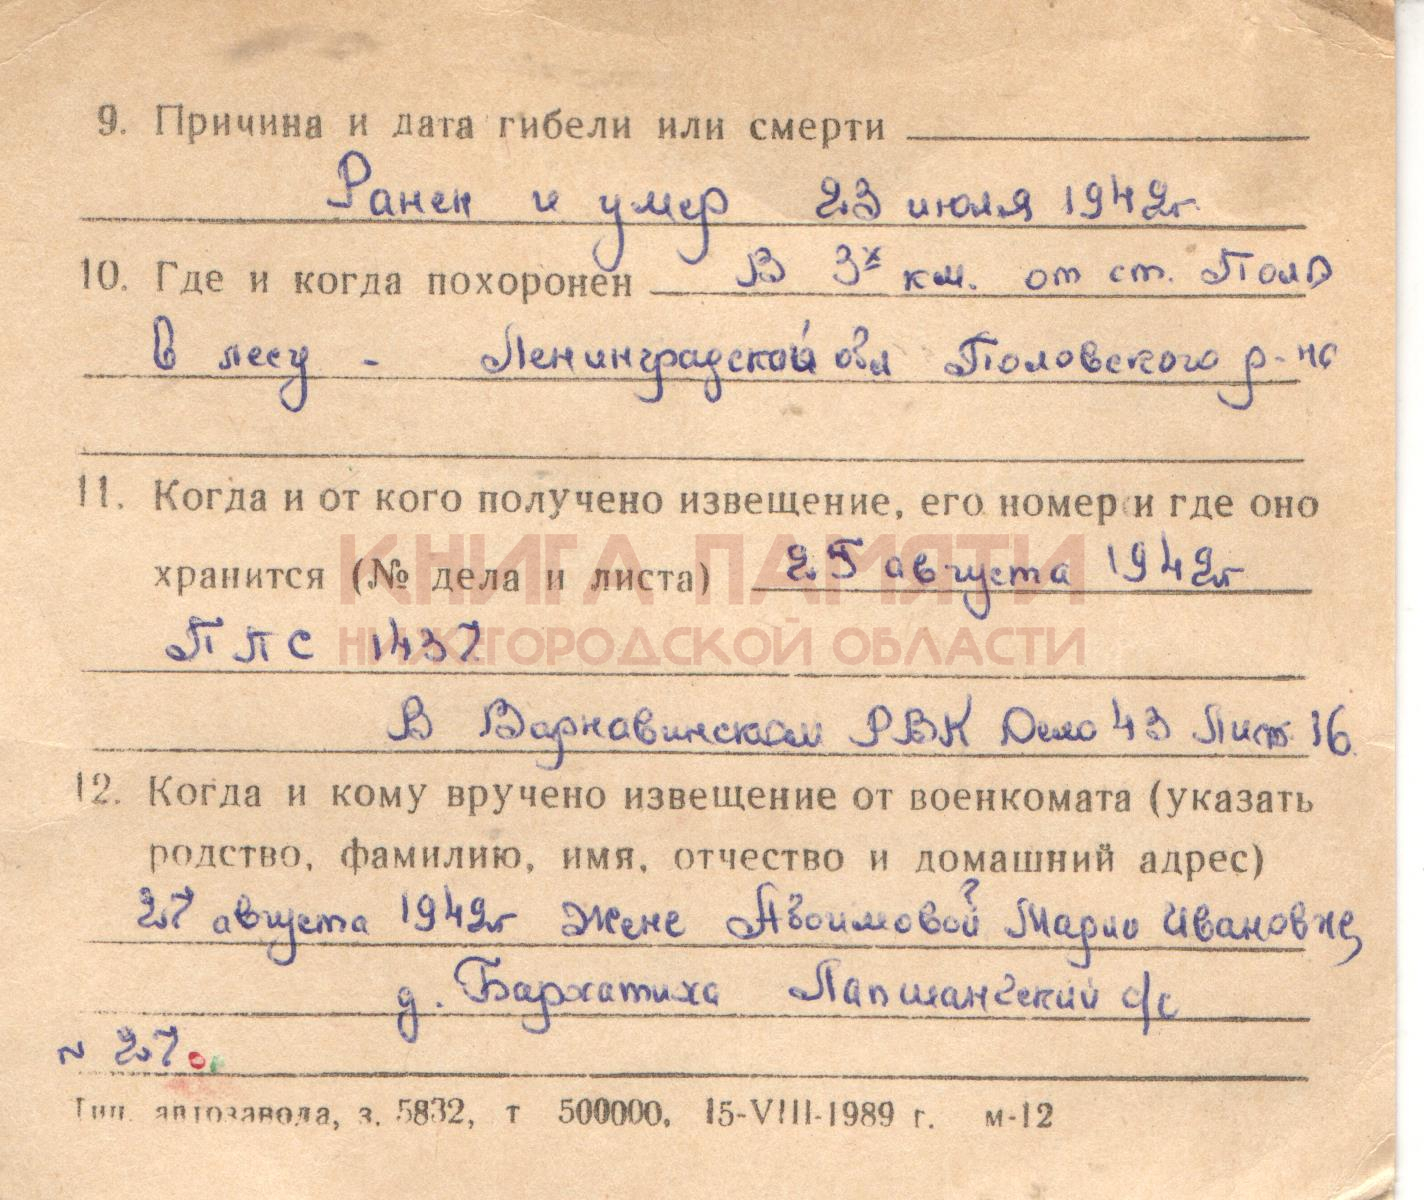 9. Причина и дата гибели или смерти
Ранен и умер 23 июля 1942г.
10. Где и когда похоронен В 3х км. от ст. Пола
в лесу - Ленинградской обл Половского р-на
11. Когда и от кого получено извещение, его номер и где оно
хранится (№ дела и листа) 25 августа 1942г
ППС 1437
КНИГА ПАМЯТИ
НИЖЕГОРОДСКОЙ ОБЛАСТИ
В Варнавинском РВК Дело 43 Лист 16.
12. Когда и кому вручено извещение от военкомата (указать
родство, фамилию, имя, отчество и домашний адрес)
27 августа 1942г Жене Марии Ивановне
д. Бархатиха Лапшангский с/с
N 27
Тип. автозавода, з. 5832, т 500000, 15-VIII-1989 г. м-12